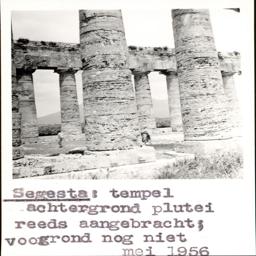 Segesta: tempel
achtergrond plutei
reeds aangebracht;
voorgrond nog niet
mei 1956